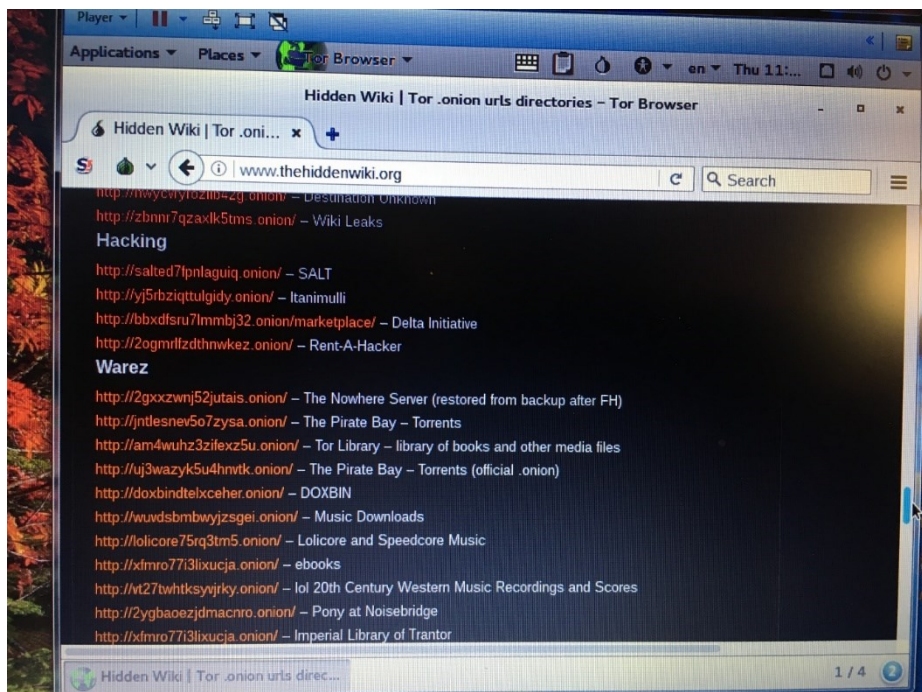 Player
Applications Places Tor Browser en Thu 11:...
Hidden Wiki | Tor .onion urls directories – Tor Browser
Hidden Wiki | Tor .oni...
www.thehiddenwiki.org Search
– Destination Unknown
http://zbnnr7qzaxlk5tms.onion/ – Wiki Leaks
Hacking
http://salted7fpnlaguiq.onion/ – SALT
http://yj5rbziqttulgidy.onion/ – Itanimulli
http://bbxdfsru7lmmbj32.onion/marketplace/ – Delta Initiative
http://2ogmrlfzdthnwkez.onion/ – Rent-A-Hacker
Warez
http://2gxxzwnj52jutais.onion/ – The Nowhere Server (restored from backup after FH)
http://jntlesnev5o7zysa.onion/ – The Pirate Bay – Torrents
http://am4wuhz3zifexz5u.onion/ – Tor Library – library of books and other media files
http://uj3wazyk5u4hnvtk.onion/ – The Pirate Bay – Torrents (official .onion)
http://doxbindtelxceher.onion/ – DOXBIN
http://wuvdsbmbwyjzsgei.onion/ – Music Downloads
http://lolicore75rq3tm5.onion/ – Lolicore and Speedcore Music
http://xfmro77i3lixucja.onion/ – ebooks
http://vt27twhtksyvjrky.onion/ – lol 20th Century Western Music Recordings and Scores
http://2ygbaoezjdmacnro.onion/ – Pony at Noisebridge
http://xfmro77i3lixucja.onion/ – Imperial Library of Trantor
Hidden Wiki | Tor .onion urls direc... 1 / 4 2